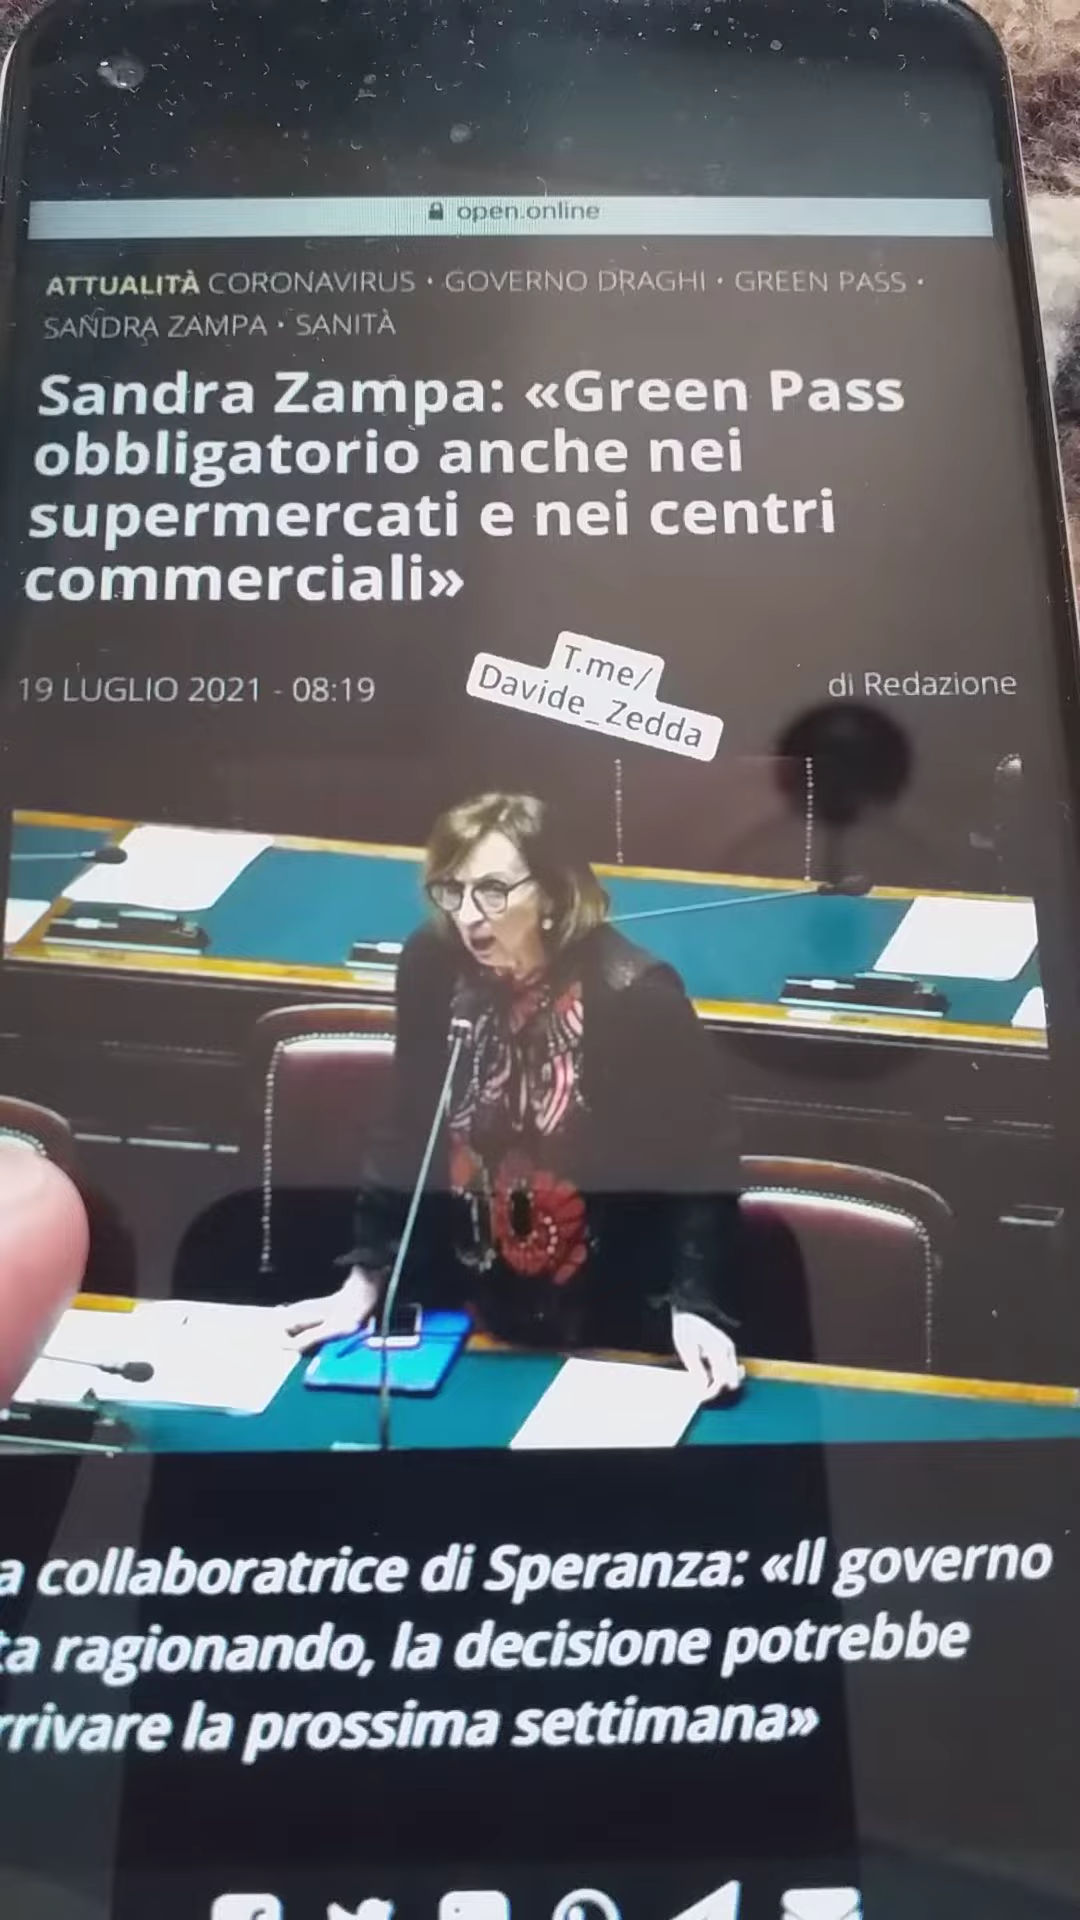 open.online
ATTUALITÀ CORONAVIRUS • GOVERNO DRAGHI • GREEN PASS •
SANDRA ZAMPA • SANITÀ
Sandra Zampa: «Green Pass
obbligatorio anche nei
supermercati e nei centri
commerciali»
19 LUGLIO 2021 - 08:19
di Redazione
T.me/
Davide_Zedda
a collaboratrice di Speranza: «Il governo
ta ragionando, la decisione potrebbe
rrivare la prossima settimana»